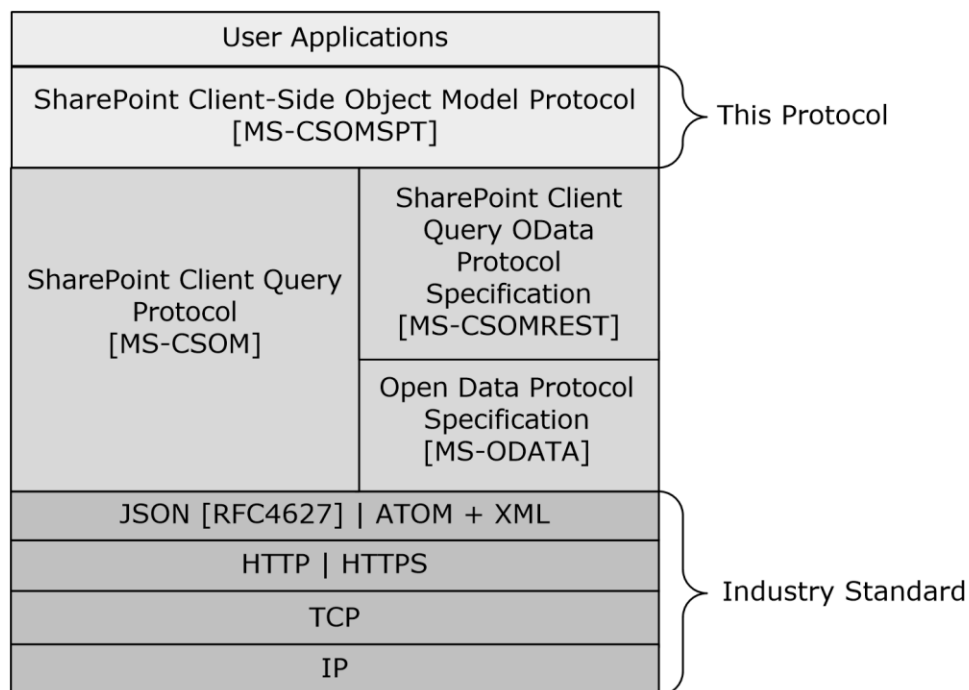 User Applications
SharePoint Client-Side Object Model Protocol
[MS-CSOMSPT]
This Protocol
SharePoint Client Query
Protocol
[MS-CSOM]
SharePoint Client
Query OData
Protocol
Specification
[MS-CSOMREST]
Open Data Protocol
Specification
[MS-ODATA]
JSON [RFC4627] | ATOM + XML
HTTP | HTTPS
TCP
IP
Industry Standard